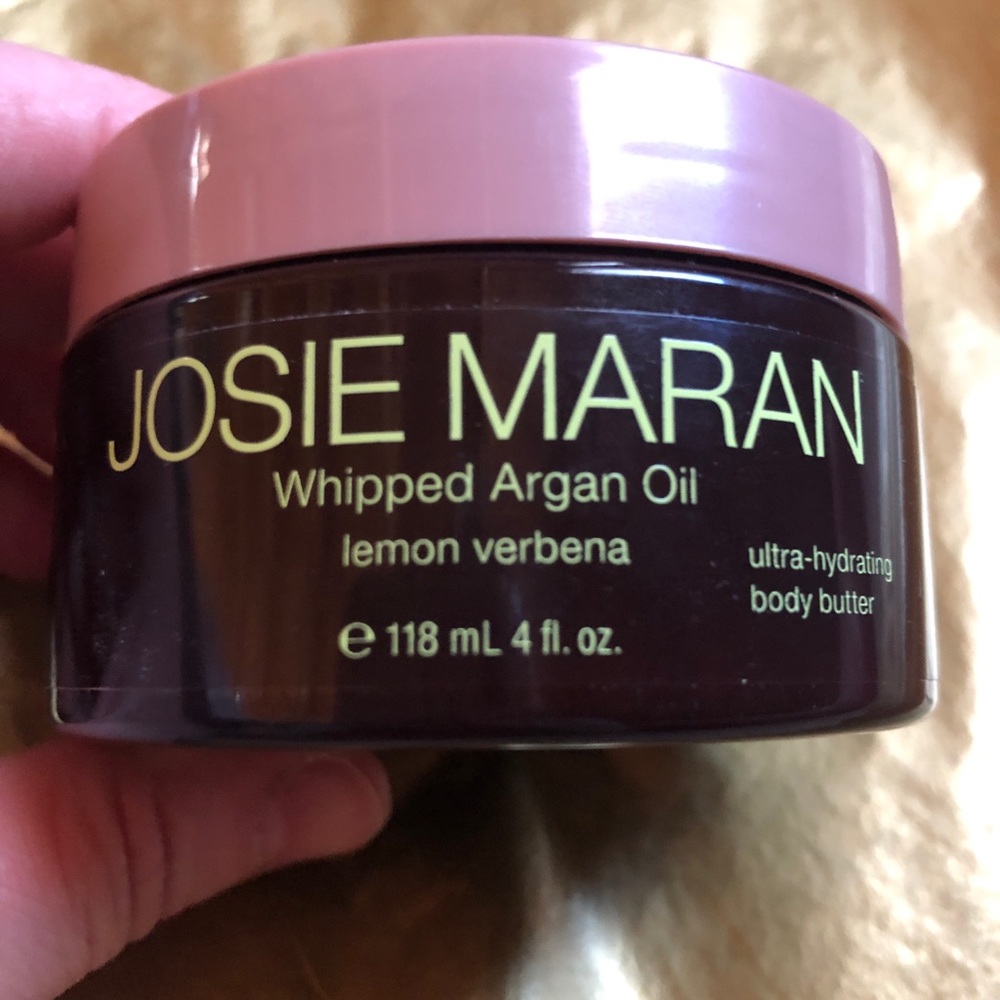 JOSIE MARAN
Whipped Argan Oil
lemon verbena
ultra-hydrating
body butter
℮ 118 mL 4 fl. oz.